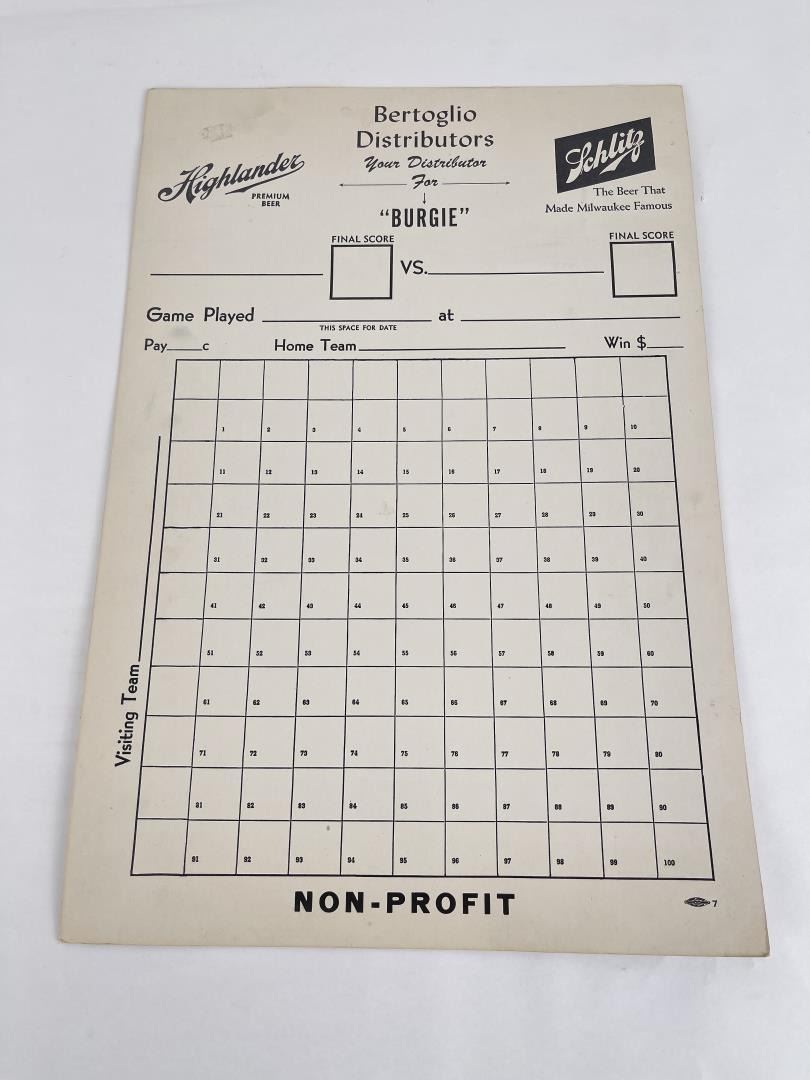 Bertoglio
Distributors
Your Distributor
For
"BURGIE"
Highlander
PREMIUM
BEER
Schlitz
The Beer That
Made Milwaukee Famous
FINAL SCORE
FINAL SCORE
VS.
Game Played ____ at ____
THIS SPACE FOR DATE
Pay____c Home Team____ Win $____
Visiting Team____
1 2 3 4 5 6 7 8 9 10
11 12 13 14 15 16 17 18 19 20
21 22 23 24 25 26 27 28 29 30
31 32 33 34 35 36 37 38 39 40
41 42 43 44 45 46 47 48 49 50
51 52 53 54 55 56 57 58 59 60
61 62 63 64 65 66 67 68 69 70
71 72 73 74 75 76 77 78 79 80
81 82 83 84 85 86 87 88 89 90
91 92 93 94 95 96 97 98 99 100
NON-PROFIT
7